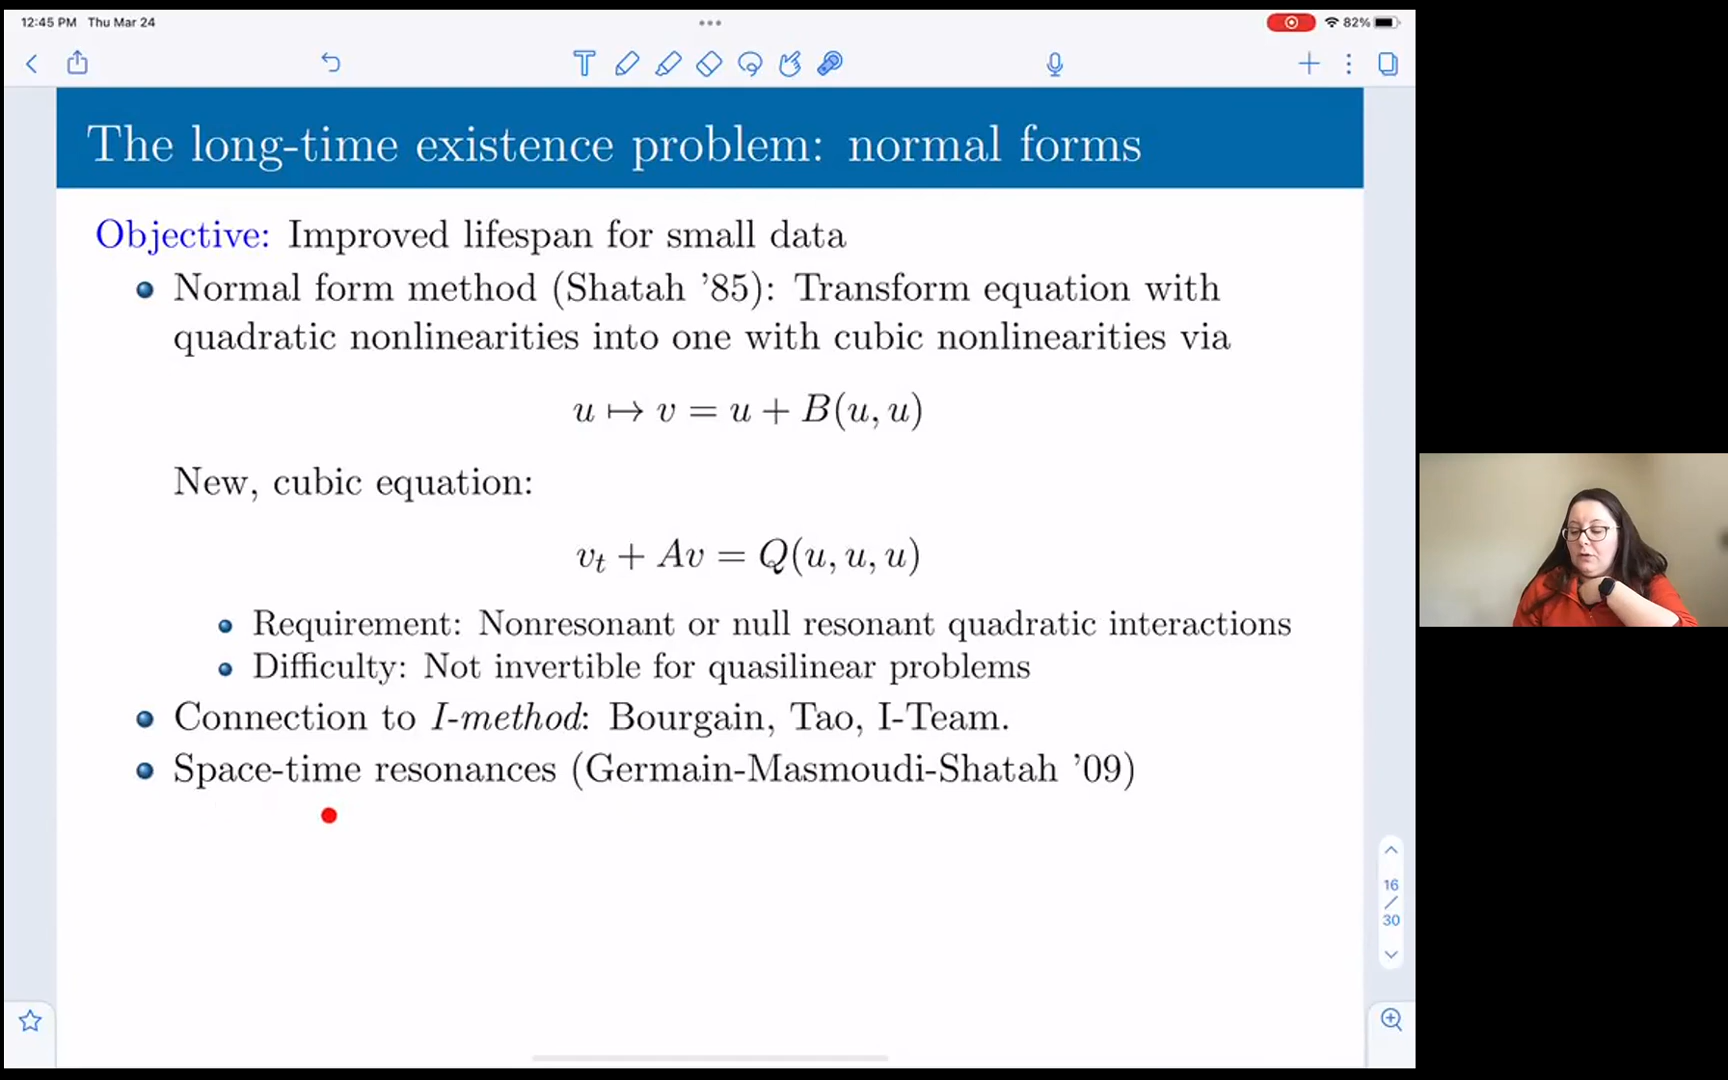 12:45 PM Thu Mar 24
82%
The long-time existence problem: normal forms
Objective: Improved lifespan for small data
Normal form method (Shatah ’85): Transform equation with
quadratic nonlinearities into one with cubic nonlinearities via
u ↦ v = u + B(u, u)
New, cubic equation:
v_t + Av = Q(u, u, u)
Requirement: Nonresonant or null resonant quadratic interactions
Difficulty: Not invertible for quasilinear problems
Connection to I-method: Bourgain, Tao, I-Team.
Space-time resonances (Germain-Masmoudi-Shatah ’09)
16
/
30